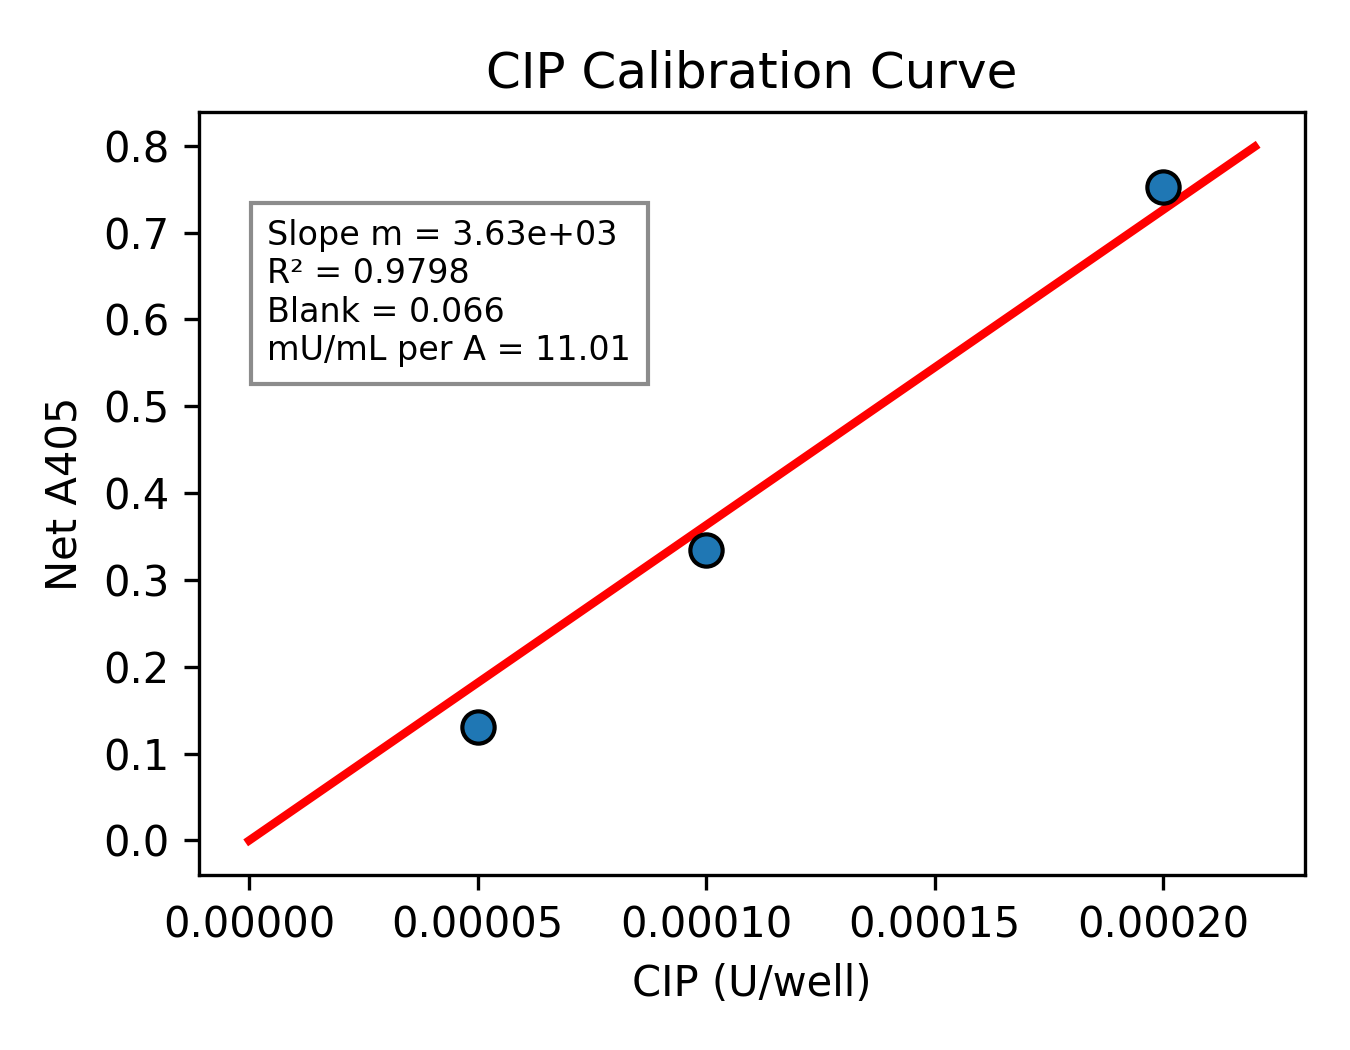 CIP Calibration Curve
0.8
0.7
0.6
0.5
0.4
0.3
0.2
0.1
0.0
Net A405
Slope m = 3.63e+03
R² = 0.9798
Blank = 0.066
mU/mL per A = 11.01
0.00000 0.00005 0.00010 0.00015 0.00020
CIP (U/well)